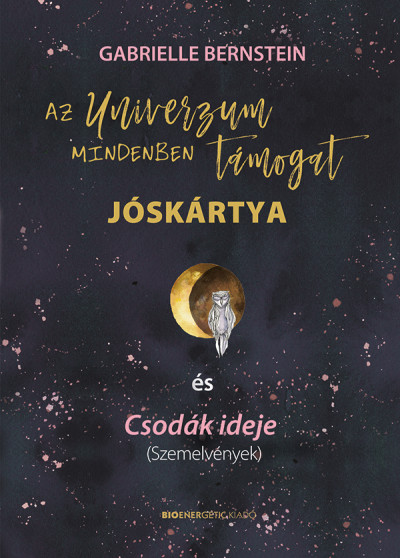 GABRIELLE BERNSTEIN
AZ Univerzum
MINDENBEN támogat
JÓSKÁRTYA
és
Csodák ideje
(Szemelvények)
BIOENERGETIC KIADÓ